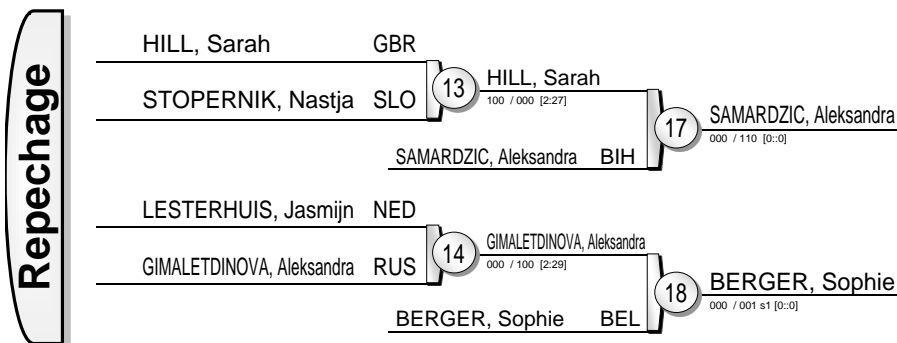 Repechage
HILL, Sarah GBR
STOPERNIK, Nastja SLO
13
HILL, Sarah
100 / 000 [2:27]
SAMARDZIC, Aleksandra BIH
17
SAMARDZIC, Aleksandra
000 / 110 [0::0]
LESTERHUIS, Jasmijn NED
GIMALETDINOVA, Aleksandra RUS
14
GIMALETDINOVA, Aleksandra
000 / 100 [2:29]
BERGER, Sophie BEL
18
BERGER, Sophie
000 / 001 s1 [0::0]